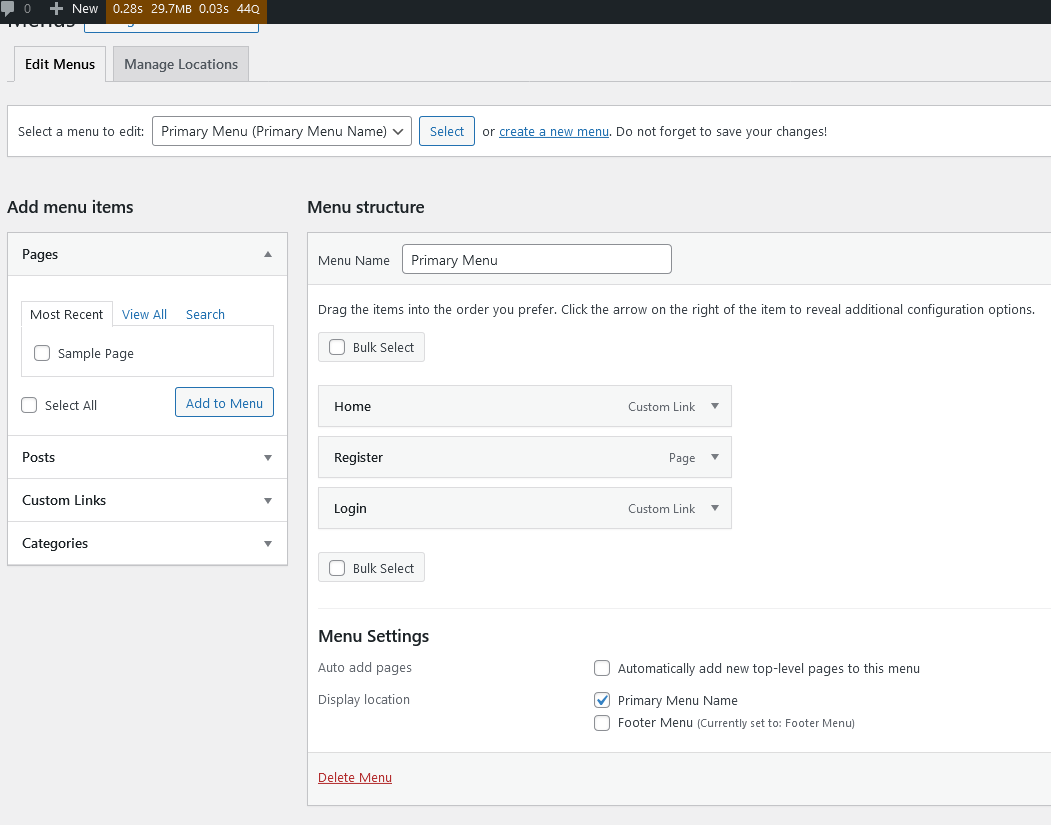 0 New 0.28s 29.7MB 0.03s 44Q
Menus
Edit Menus Manage Locations
Select a menu to edit: Primary Menu (Primary Menu Name) Select or create a new menu. Do not forget to save your changes!
Add menu items
Pages
Most Recent View All Search
Sample Page
Select All Add to Menu
Posts
Custom Links
Categories
Menu structure
Menu Name Primary Menu
Drag the items into the order you prefer. Click the arrow on the right of the item to reveal additional configuration options.
Bulk Select
Home Custom Link
Register Page
Login Custom Link
Bulk Select
Menu Settings
Auto add pages Automatically add new top-level pages to this menu
Display location Primary Menu Name
Footer Menu (Currently set to: Footer Menu)
Delete Menu